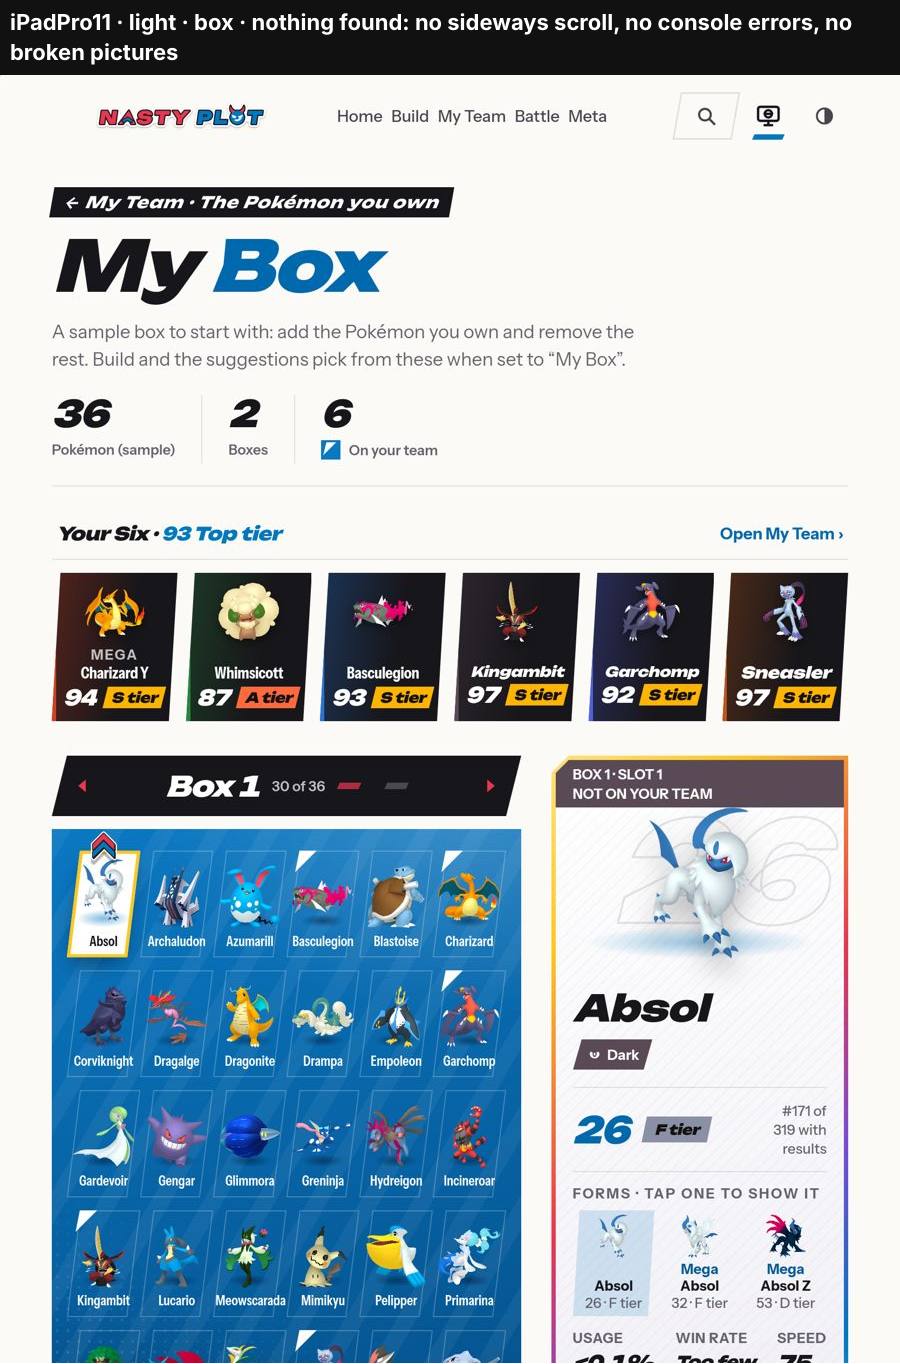 iPadPro11 · light · box · nothing found: no sideways scroll, no console errors, no
broken pictures
NASTY PLOT
Home Build My Team Battle Meta
← My Team · The Pokémon you own
My Box
A sample box to start with: add the Pokémon you own and remove the
rest. Build and the suggestions pick from these when set to “My Box”.
36 2 6
Pokémon (sample) Boxes On your team
Your Six · 93 Top tier Open My Team ›
MEGA
Charizard Y Whimsicott Basculegion Kingambit Garchomp Sneasler
94 S tier 87 A tier 93 S tier 97 S tier 92 S tier 97 S tier
Box 1 30 of 36
Absol Archaludon Azumarill Basculegion Blastoise Charizard
Corviknight Dragalge Dragonite Drampa Empoleon Garchomp
Gardevoir Gengar Glimmora Greninja Hydreigon Incineroar
Kingambit Lucario Meowscarada Mimikyu Pelipper Primarina
BOX 1 · SLOT 1
NOT ON YOUR TEAM
26
Absol
Dark
26 F tier
#171 of
319 with
results
FORMS · TAP ONE TO SHOW IT
Mega Mega
Absol Absol Absol Z
26 · F tier 32 · F tier 53 · D tier
USAGE WIN RATE SPEED
<0.1% Too few 75